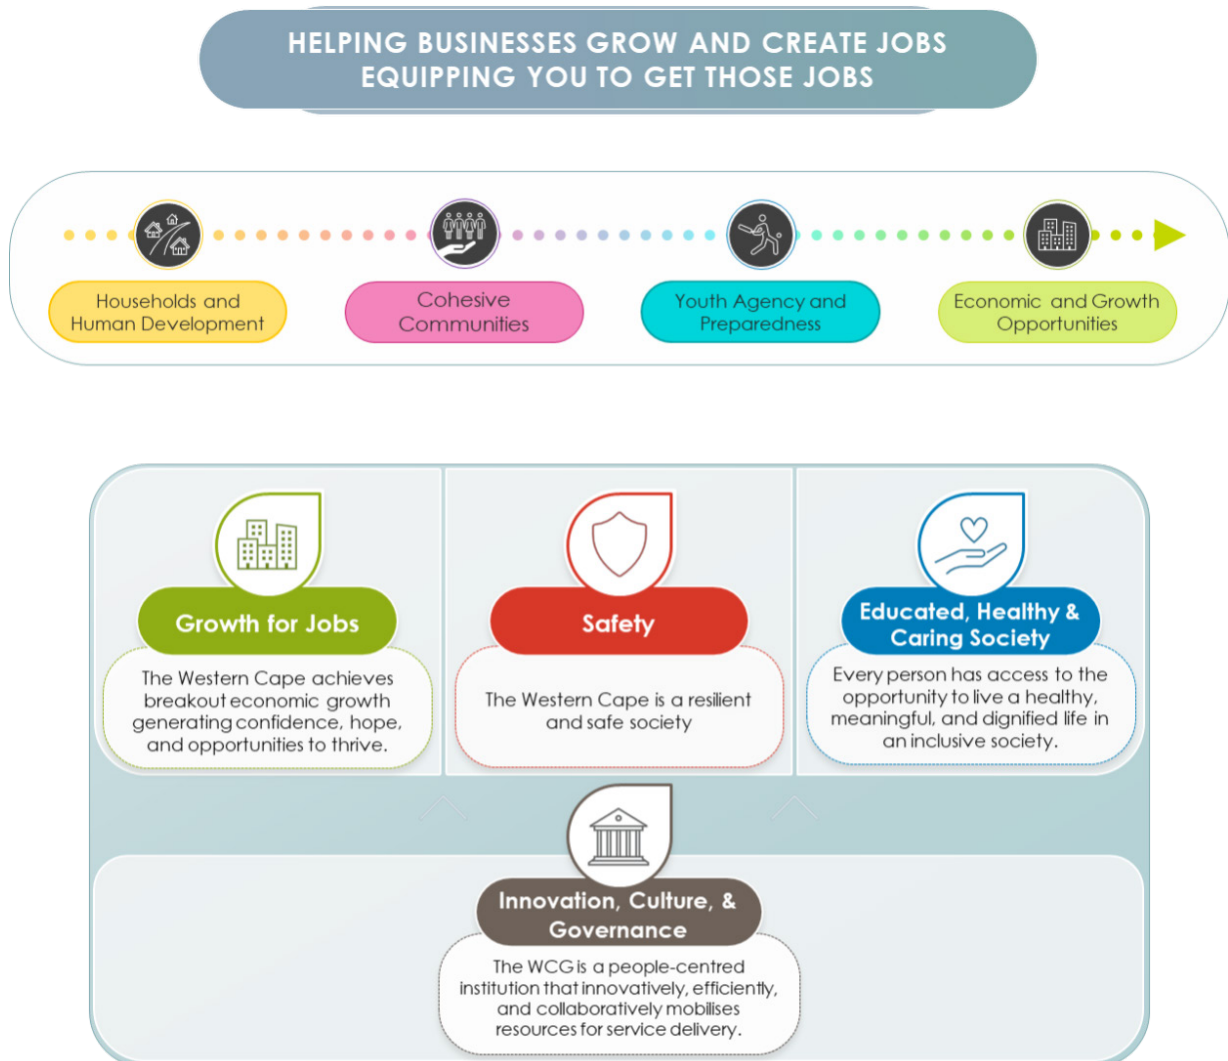 HELPING BUSINESSES GROW AND CREATE JOBS
EQUIPPING YOU TO GET THOSE JOBS
Households and
Human Development
Cohesive
Communities
Youth Agency and
Preparedness
Economic and Growth
Opportunities
Growth for Jobs
The Western Cape achieves
breakout economic growth
generating confidence, hope,
and opportunities to thrive.
Safety
The Western Cape is a resilient
and safe society
Educated, Healthy &
Caring Society
Every person has access to the
opportunity to live a healthy,
meaningful, and dignified life in
an inclusive society.
Innovation, Culture, &
Governance
The WCG is a people-centred
institution that innovatively, efficiently,
and collaboratively mobilises
resources for service delivery.